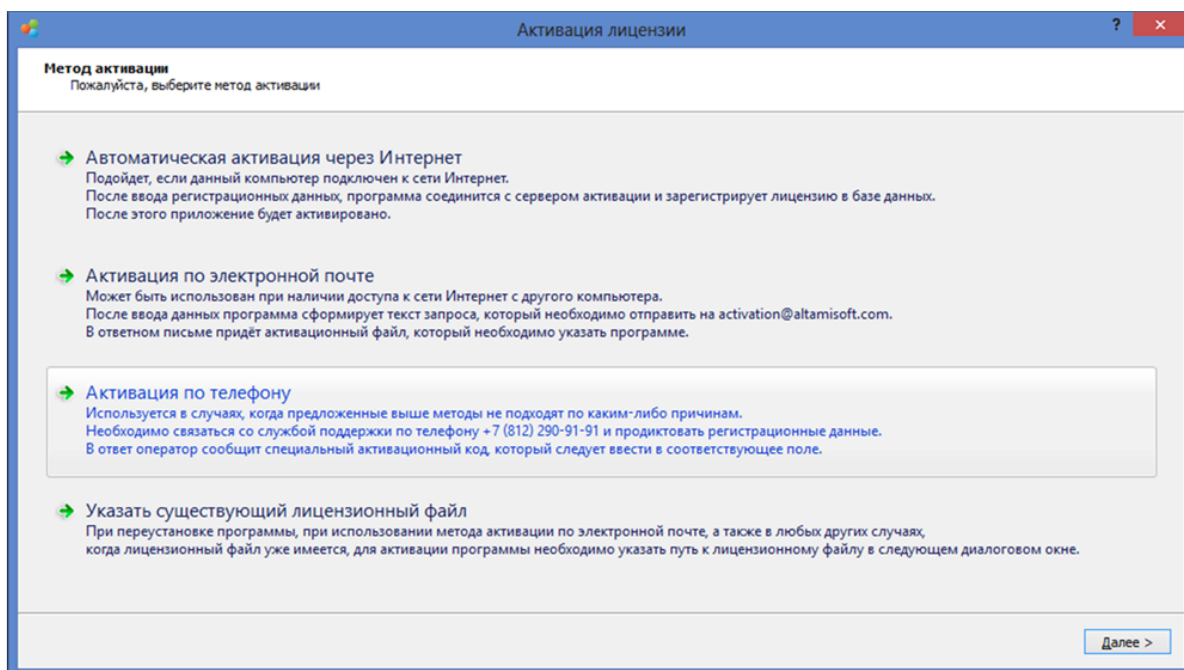 Активация лицензии
?
Метод активации
Пожалуйста, выберите метод активации
Автоматическая активация через Интернет
Подойдет, если данный компьютер подключен к сети Интернет.
После ввода регистрационных данных, программа соединится с сервером активации и зарегистрирует лицензию в базе данных.
После этого приложение будет активировано.
Активация по электронной почте
Может быть использован при наличии доступа к сети Интернет с другого компьютера.
После ввода данных программа сформирует текст запроса, который необходимо отправить на activation@altamisoft.com.
В ответном письме придёт активационный файл, который необходимо указать программе.
Активация по телефону
Используется в случаях, когда предложенные выше методы не подходят по каким-либо причинам.
Необходимо связаться со службой поддержки по телефону +7 (812) 290-91-91 и продиктовать регистрационные данные.
В ответ оператор сообщит специальный активационный код, который следует ввести в соответствующее поле.
Указать существующий лицензионный файл
При переустановке программы, при использовании метода активации по электронной почте, а также в любых других случаях,
когда лицензионный файл уже имеется, для активации программы необходимо указать путь к лицензионному файлу в следующем диалоговом окне.
Далее >